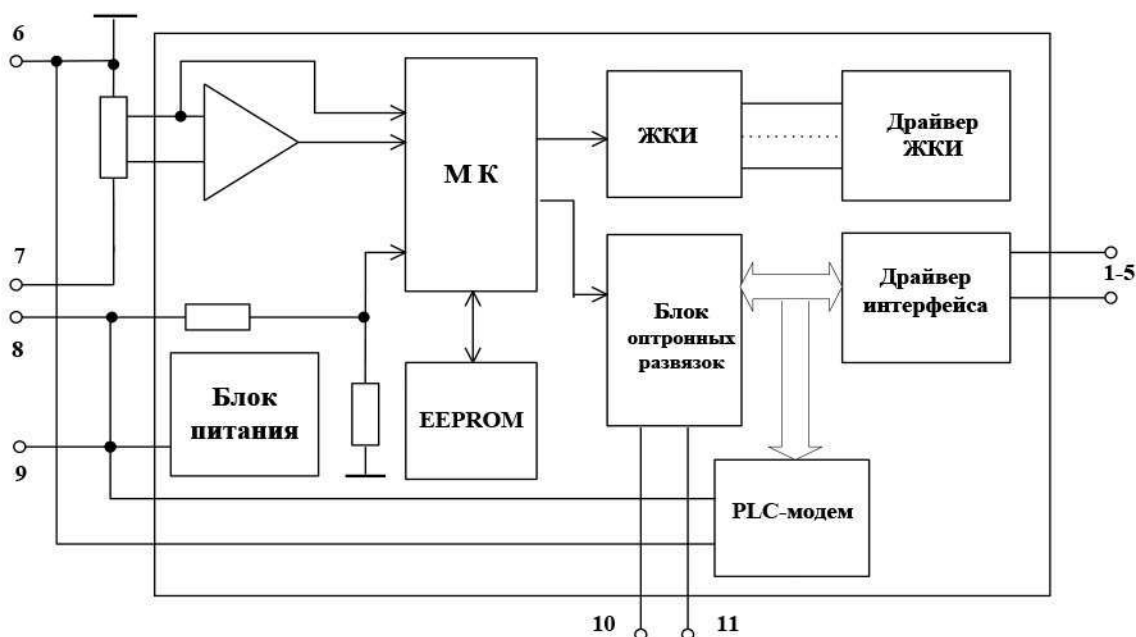 6
7
8
9
М К
ЖКИ
Драйвер
ЖКИ
Блок
оптронных
развязок
Драйвер
интерфейса
1-5
Блок
питания
EEPROM
PLC-модем
10
11